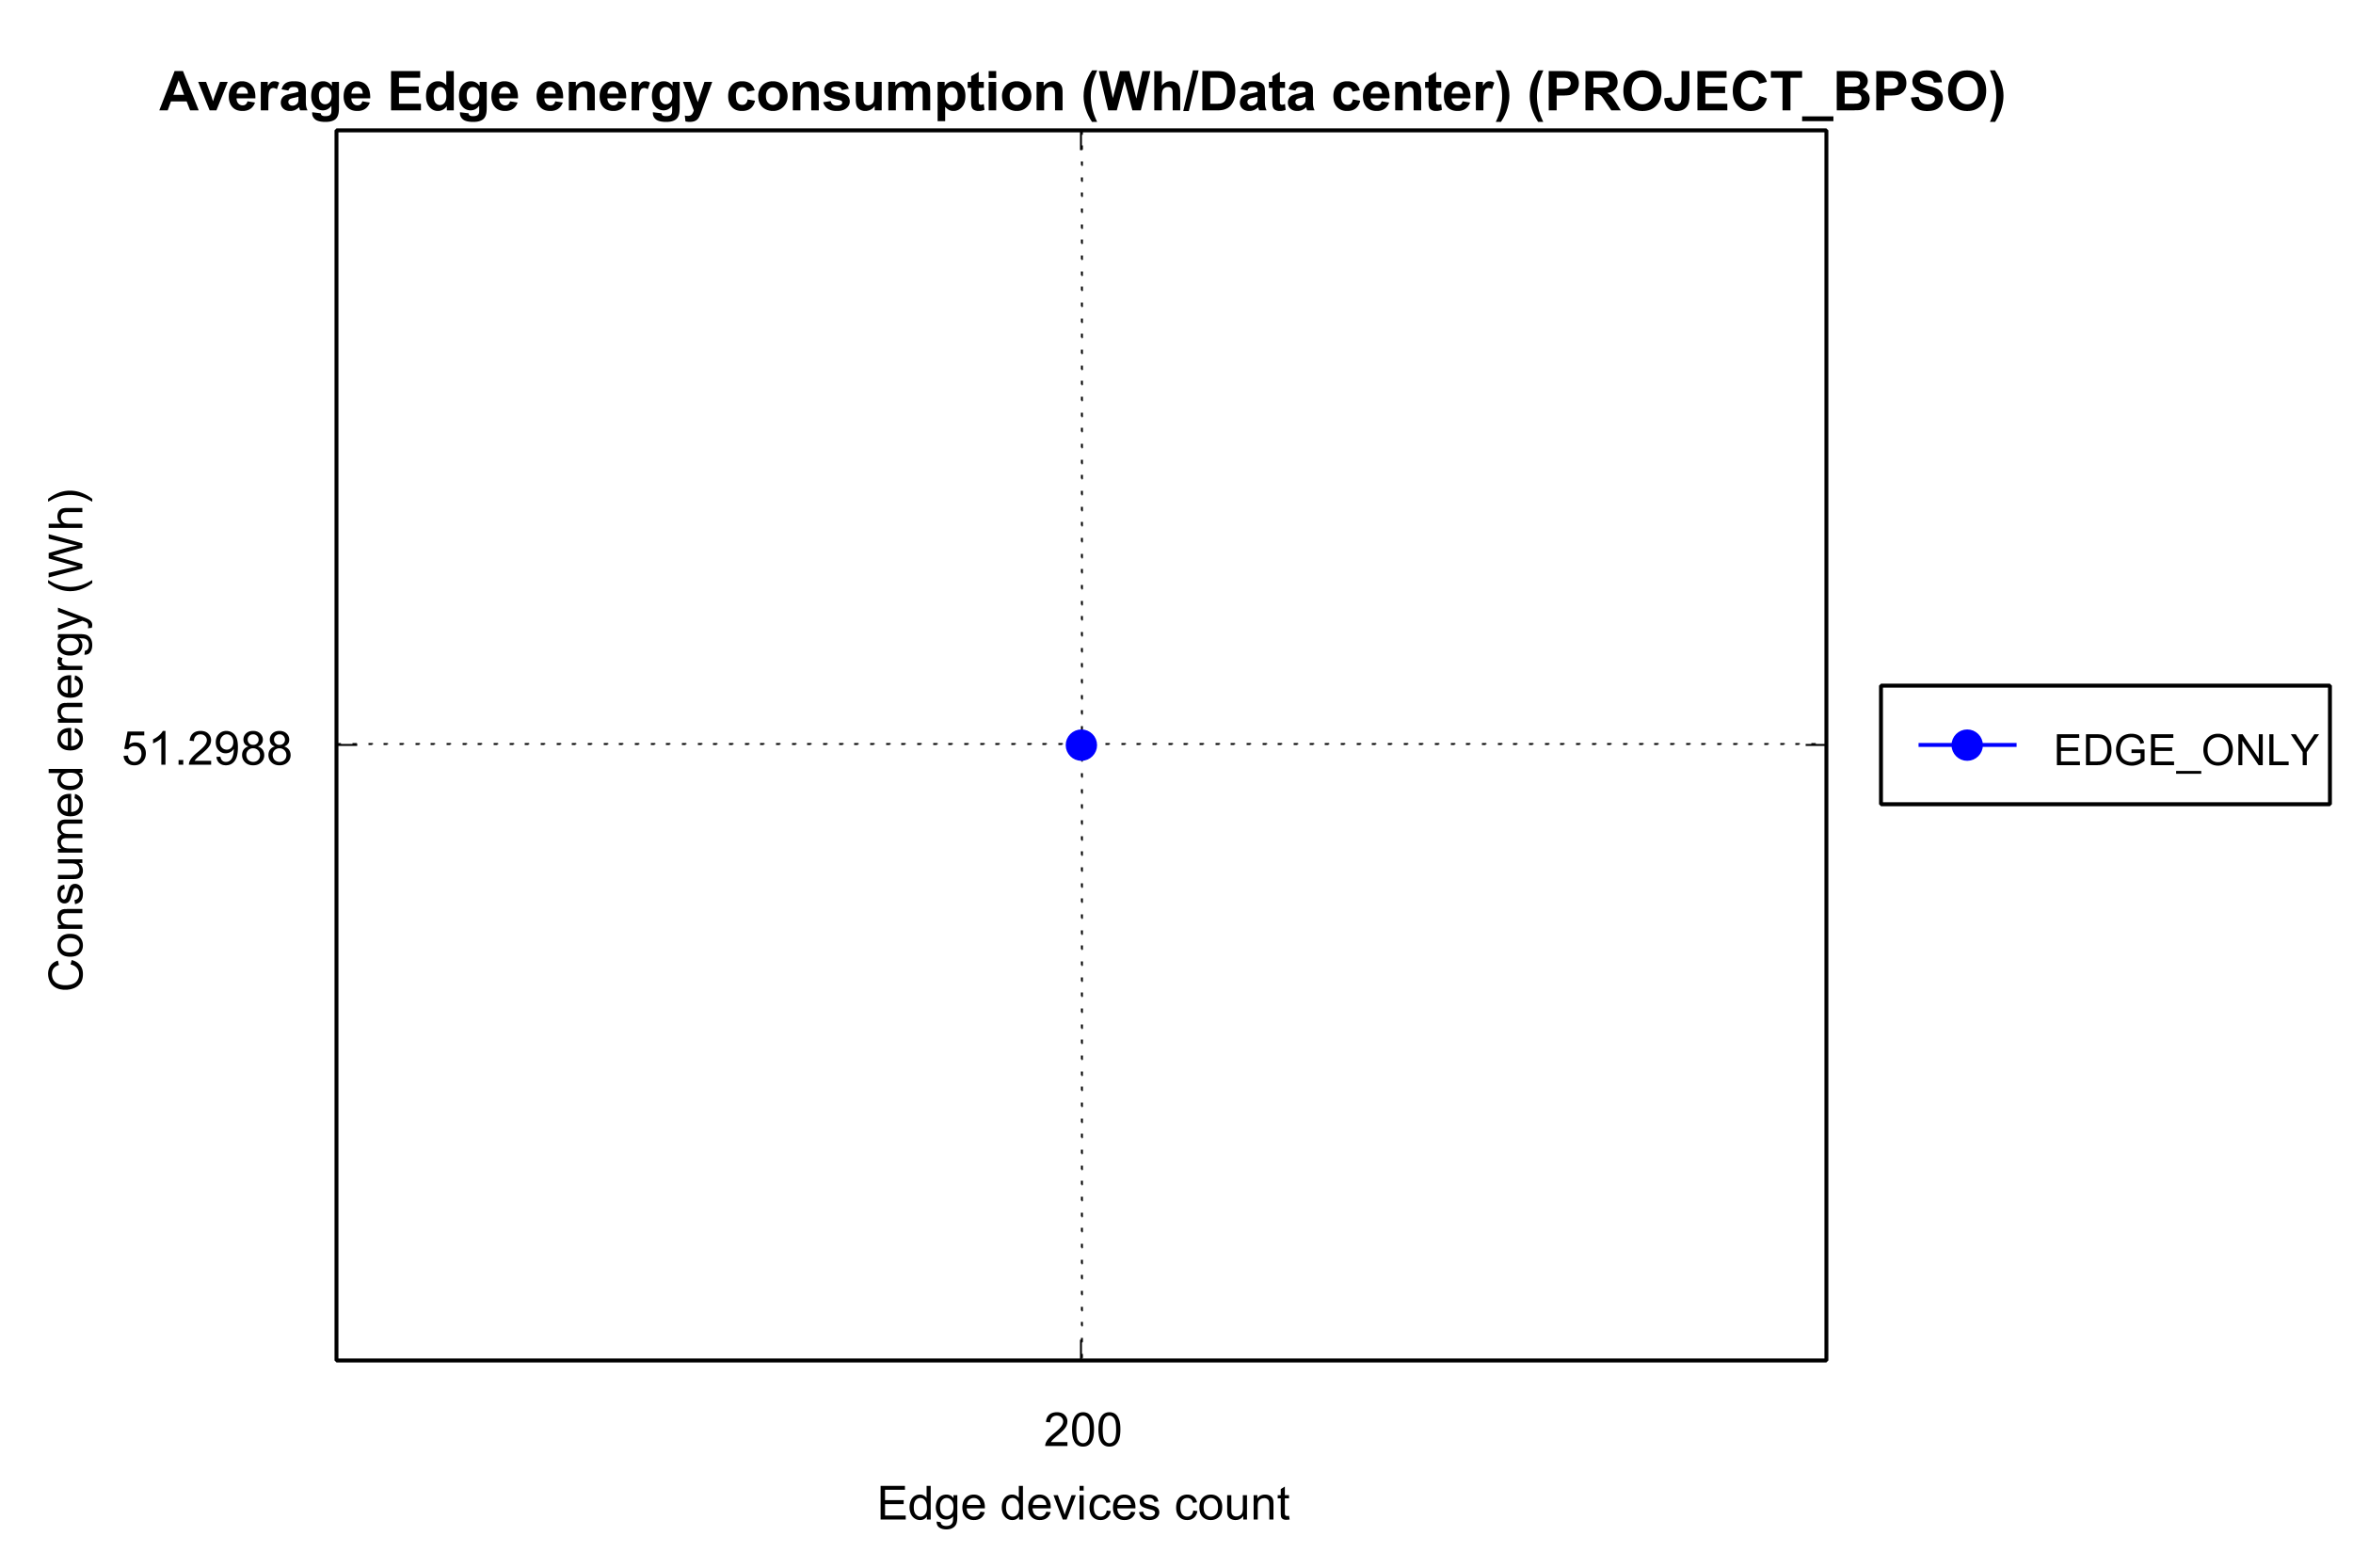 Average Edge energy consumption (Wh/Data center) (PROJECT_BPSO)
Consumed energy (Wh)
51.2988
EDGE_ONLY
200
Edge devices count